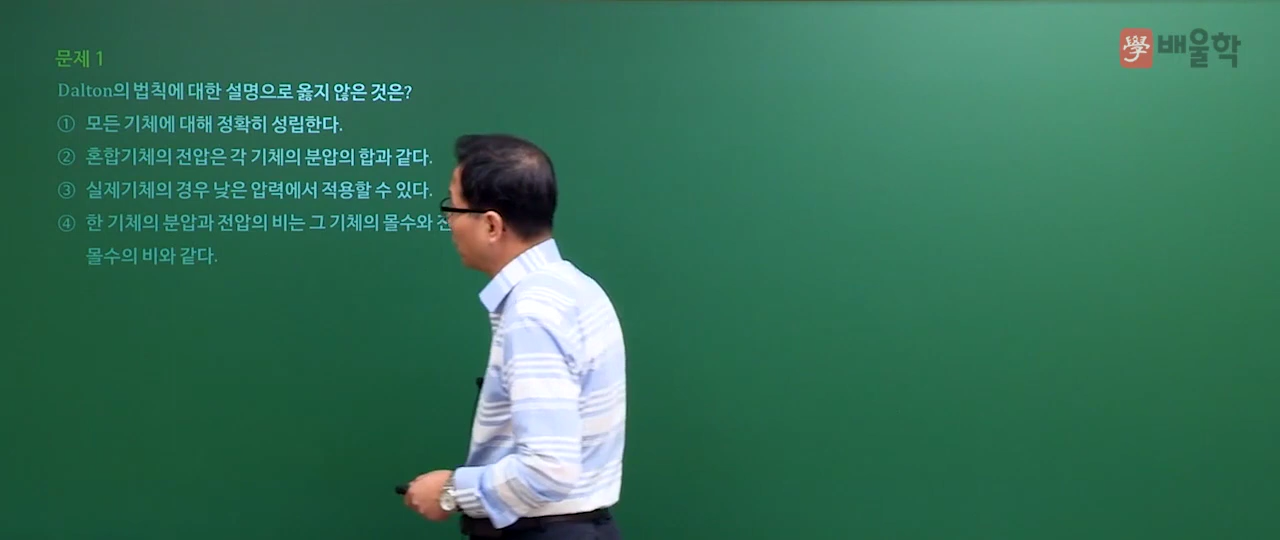 學 배울학
문제 1
Dalton의 법칙에 대한 설명으로 옳지 않은 것은?
① 모든 기체에 대해 정확히 성립한다.
② 혼합기체의 전압은 각 기체의 분압의 합과 같다.
③ 실제기체의 경우 낮은 압력에서 적용할 수 있다.
④ 한 기체의 분압과 전압의 비는 그 기체의 몰수와
몰수의 비와 같다.